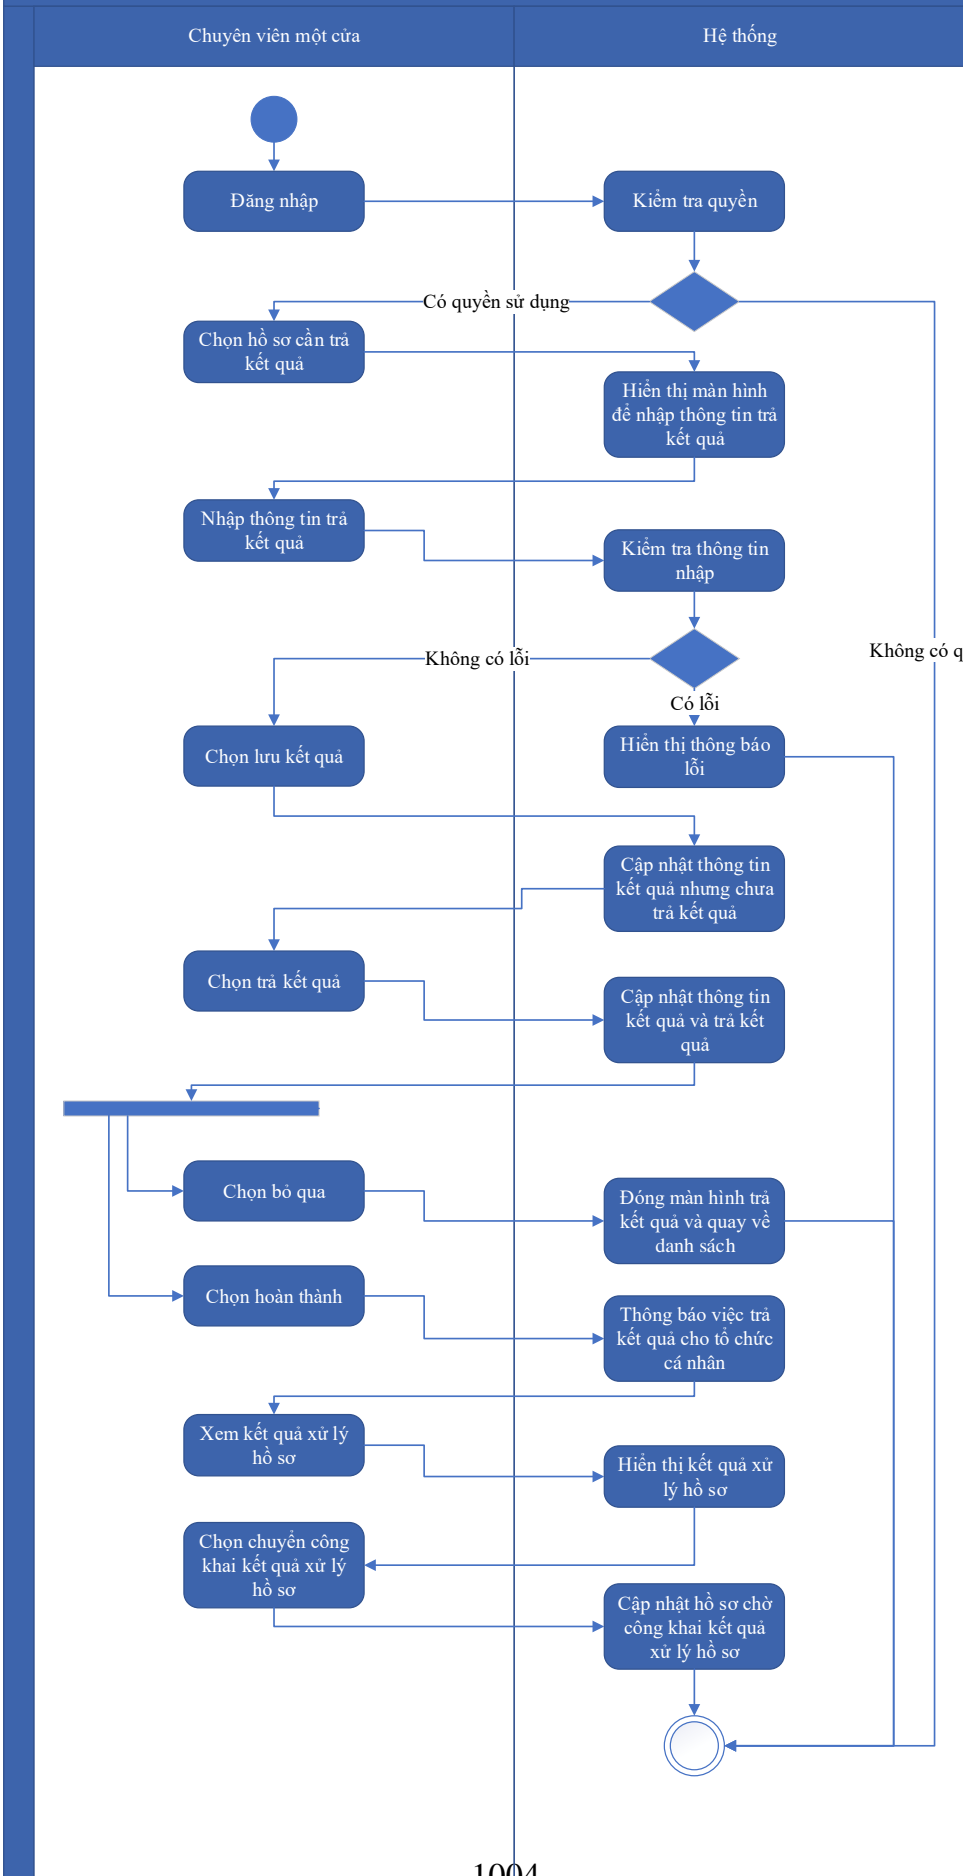 Chuyên viên một cửa
Hệ thống
Đăng nhập
Kiểm tra quyền
Có quyền sử dụng
Chọn hồ sơ cần trả
kết quả
Hiển thị màn hình
để nhập thông tin trả
kết quả
Nhập thông tin trả
kết quả
Kiểm tra thông tin
nhập
Không có q
Không có lỗi
Có lỗi
Chọn lưu kết quả
Hiển thị thông báo
lỗi
Cập nhật thông tin
kết quả nhưng chưa
trả kết quả
Chọn trả kết quả
Cập nhật thông tin
kết quả và trả kết
quả
Chọn bỏ qua
Đóng màn hình trả
kết quả và quay về
danh sách
Chọn hoàn thành
Thông báo việc trả
kết quả cho tổ chức
cá nhân
Xem kết quả xử lý
hồ sơ
Hiển thị kết quả xử
lý hồ sơ
Chọn chuyển công
khai kết quả xử lý
hồ sơ
Cập nhật hồ sơ chờ
công khai kết quả
xử lý hồ sơ
1004